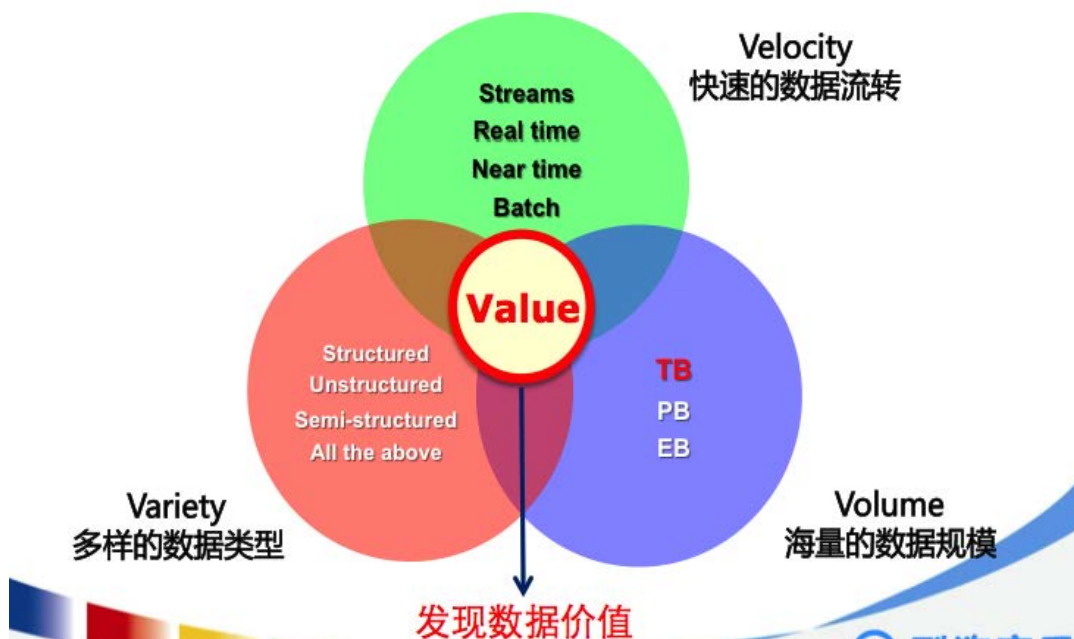 Velocity
快速的数据流转
Streams
Real time
Near time
Batch
Value
Structured
Unstructured
Semi-structured
All the above
TB
PB
EB
Variety
多样的数据类型
Volume
海量的数据规模
发现数据价值